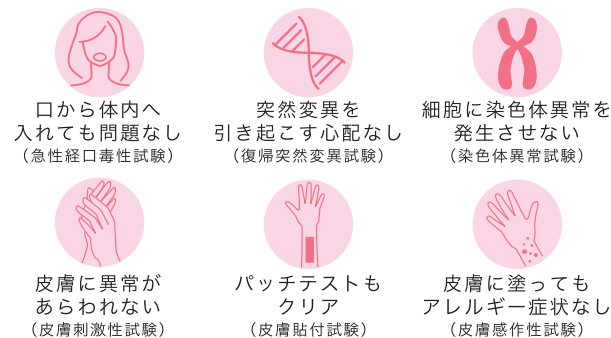 口から体内へ
入れても問題なし
(急性経口毒性試験)
突然変異を
引き起こす心配なし
(復帰突然変異試験)
細胞に染色体異常を
発生させない
(染色体異常試験)
皮膚に異常が
あらわれない
(皮膚刺激性試験)
パッチテストも
クリア
(皮膚貼付試験)
皮膚に塗っても
アレルギー症状なし
(皮膚感作性試験)